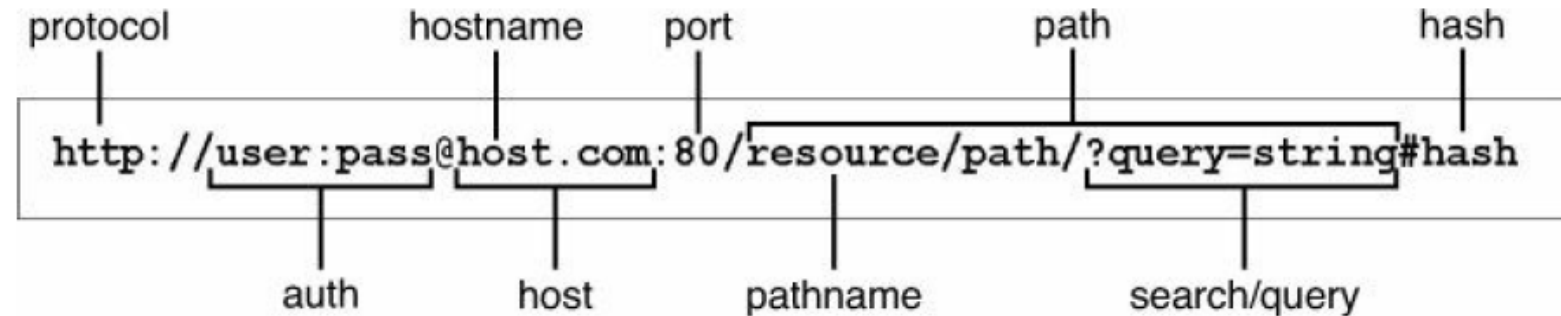 protocol hostname port path hash
http://user:pass@host.com:80/resource/path/?query=string#hash
auth host pathname search/query